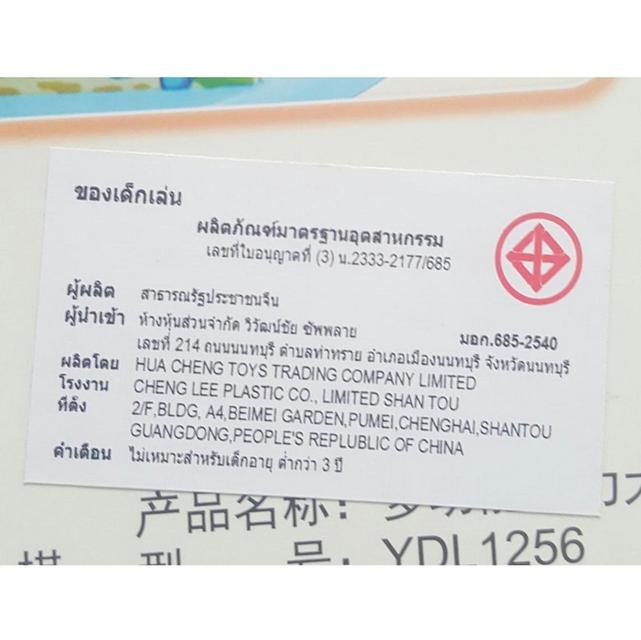 ของเด็กเล่น
ผลิตภัณฑ์มาตรฐานอุตสาหกรรม
เลขที่ใบอนุญาตที่ (3) น.2333-2177/685
ผู้ผลิต สาธารณรัฐประชาชนจีน
ผู้นำเข้า ห้างหุ้นส่วนจำกัด วิวัฒน์ชัย ซัพพลาย มอก.685-2540
เลขที่ 214 ถนนนนทบุรี ตำบลท่าทราย อำเภอเมืองนนทบุรี จังหวัดนนทบุรี
ผลิตโดย HUA CHENG TOYS TRADING COMPANY LIMITED
โรงงาน CHENG LEE PLASTIC CO., LIMITED SHAN TOU
ที่ตั้ง 2/F,BLDG, A4,BEIMEI GARDEN,PUMEI,CHENGHAI,SHANTOU
GUANGDONG,PEOPLE'S REPLUBLIC OF CHINA
คำเตือน ไม่เหมาะสำหรับเด็กอายุ ต่ำกว่า 3 ปี
产品名称:
型 号: YDL1256